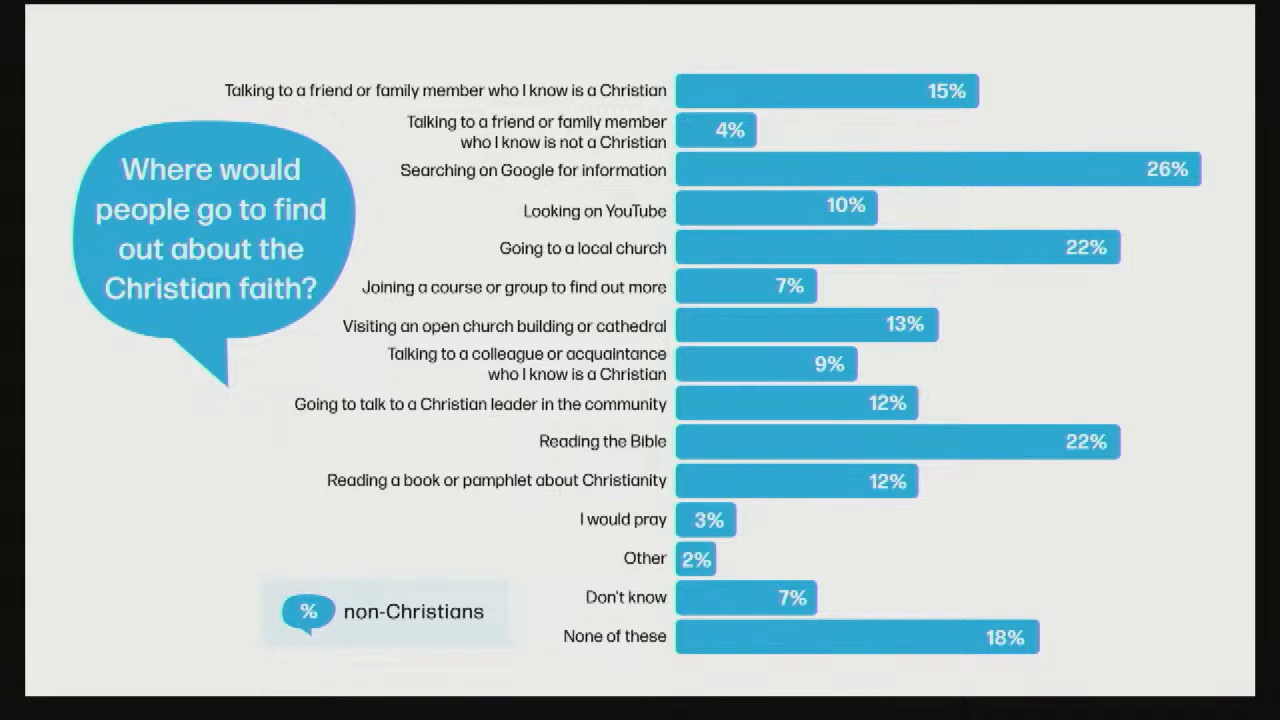 Where would
people go to find
out about the
Christian faith?
Talking to a friend or family member who I know is a Christian 15%
Talking to a friend or family member
who I know is not a Christian 4%
Searching on Google for information 26%
Looking on YouTube 10%
Going to a local church 22%
Joining a course or group to find out more 7%
Visiting an open church building or cathedral 13%
Talking to a colleague or acquaintance
who I know is a Christian 9%
Going to talk to a Christian leader in the community 12%
Reading the Bible 22%
Reading a book or pamphlet about Christianity 12%
I would pray 3%
Other 2%
Don't know 7%
None of these 18%
% non-Christians